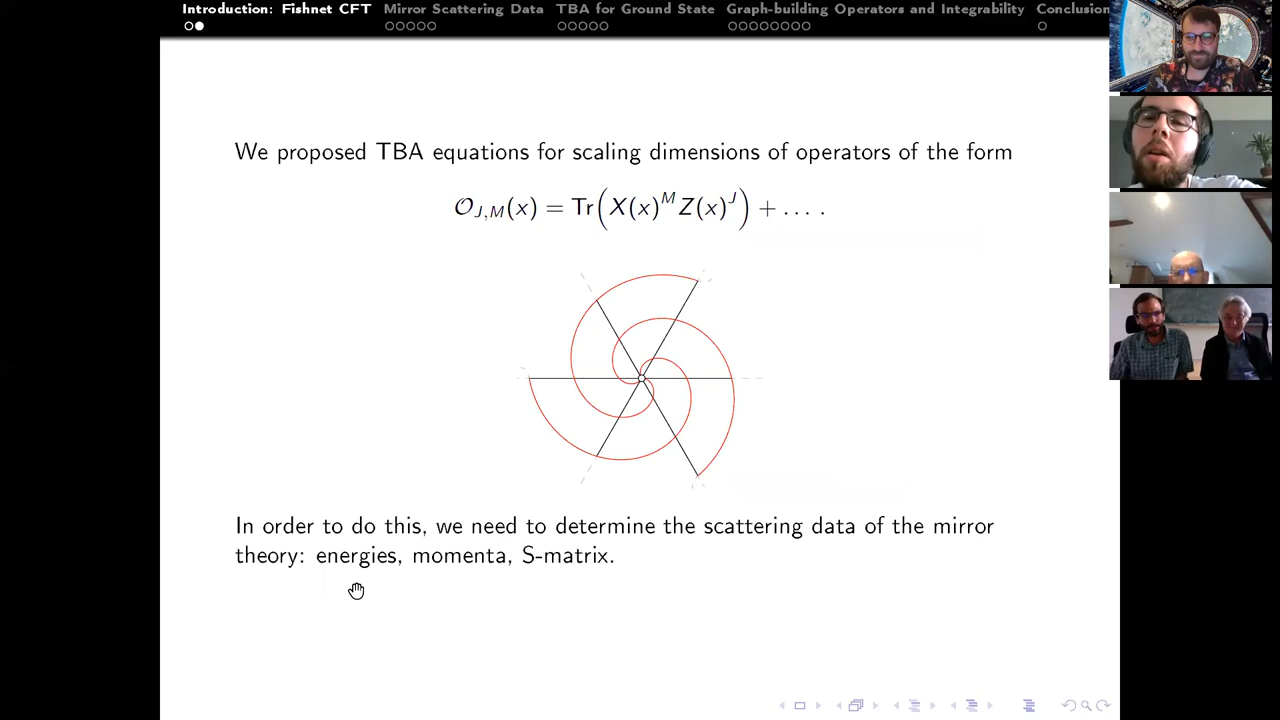 Introduction: Fishnet CFT Mirror Scattering Data TBA for Ground State Graph-building Operators and Integrability Conclusion
We proposed TBA equations for scaling dimensions of operators of the form
𝒪_{J,M}(x) = Tr(X(x)^M Z(x)^J) + … .
In order to do this, we need to determine the scattering data of the mirror
theory: energies, momenta, S-matrix.